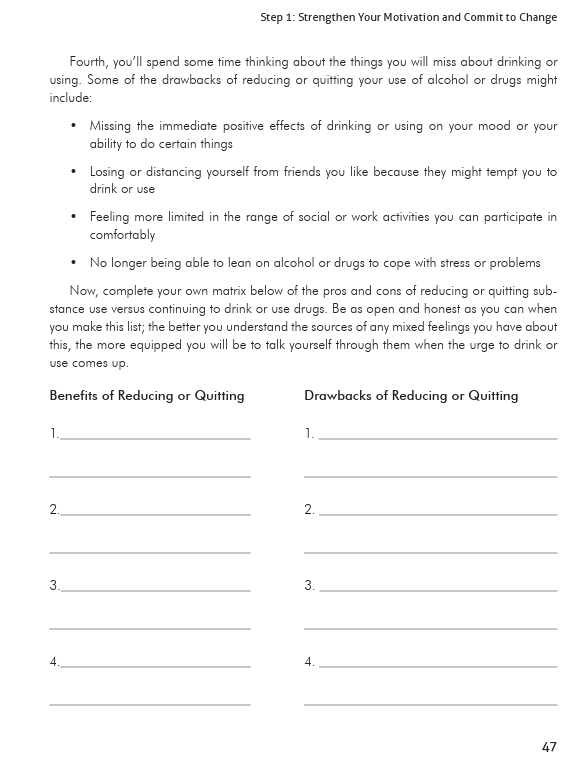 Step 1: Strengthen Your Motivation and Commit to Change
Fourth, you’ll spend some time thinking about the things you will miss about drinking or
using. Some of the drawbacks of reducing or quitting your use of alcohol or drugs might
include:
• Missing the immediate positive effects of drinking or using on your mood or your
ability to do certain things
• Losing or distancing yourself from friends you like because they might tempt you to
drink or use
• Feeling more limited in the range of social or work activities you can participate in
comfortably
• No longer being able to lean on alcohol or drugs to cope with stress or problems
Now, complete your own matrix below of the pros and cons of reducing or quitting sub-
stance use versus continuing to drink or use drugs. Be as open and honest as you can when
you make this list; the better you understand the sources of any mixed feelings you have about
this, the more equipped you will be to talk yourself through them when the urge to drink or
use comes up.
Benefits of Reducing or Quitting
1.
2.
3.
4.
Drawbacks of Reducing or Quitting
1.
2.
3.
4.
47